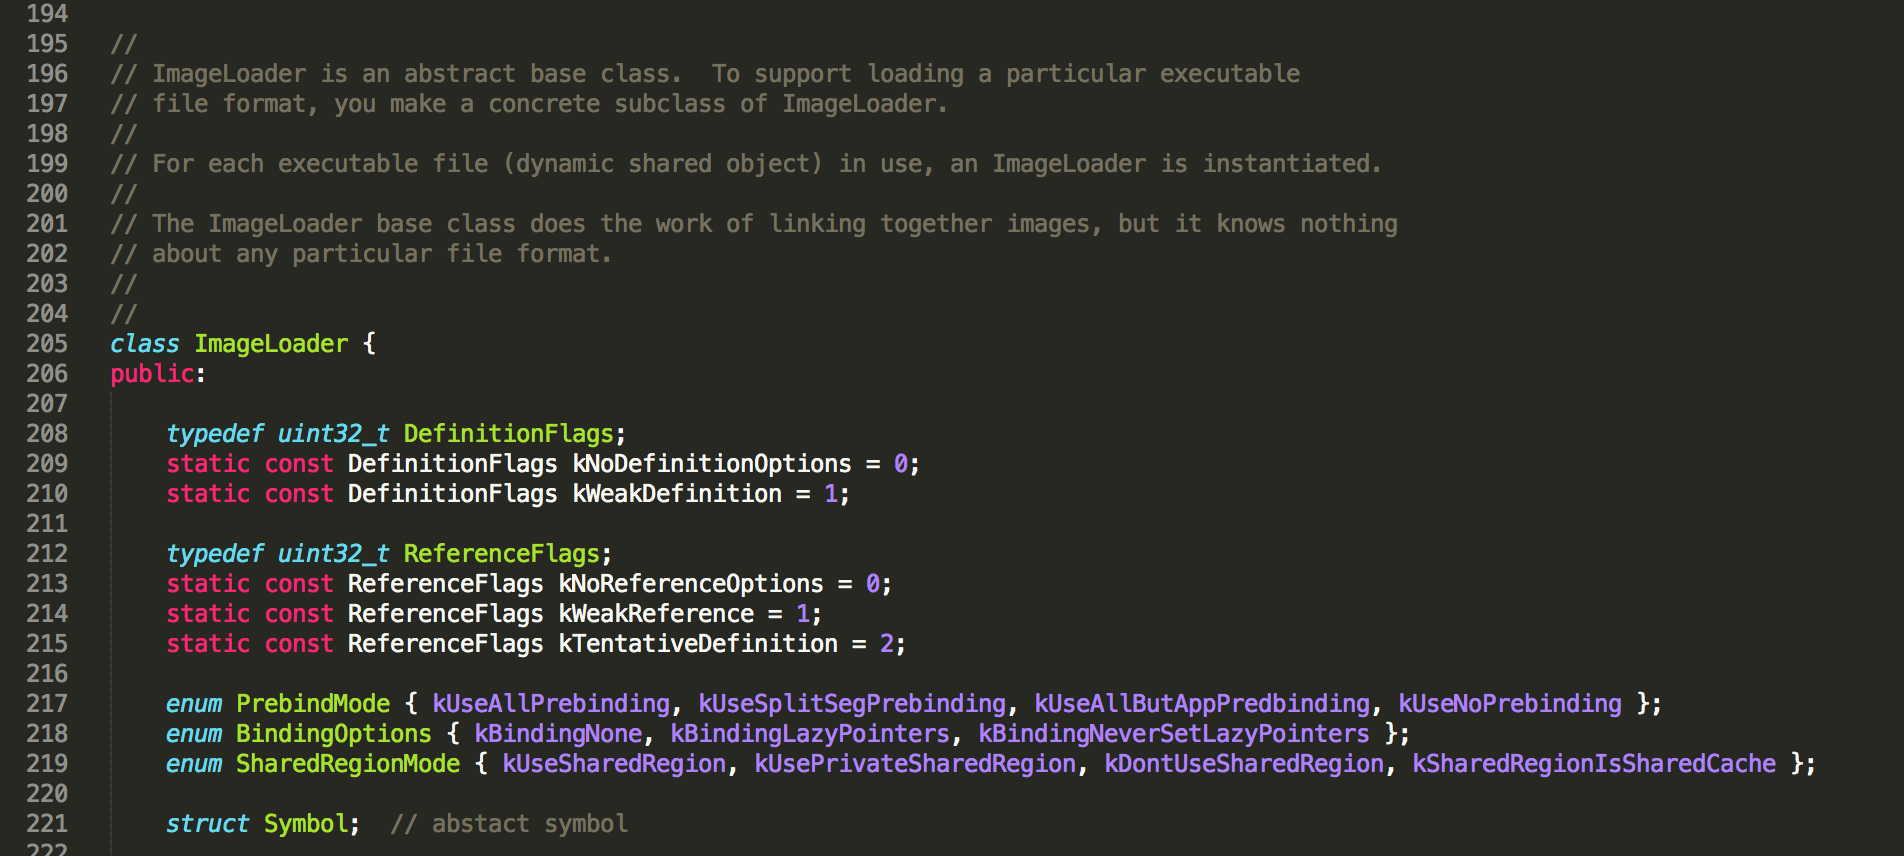 194
195 //
196 // ImageLoader is an abstract base class.  To support loading a particular executable
197 // file format, you make a concrete subclass of ImageLoader.
198 //
199 // For each executable file (dynamic shared object) in use, an ImageLoader is instantiated.
200 //
201 // The ImageLoader base class does the work of linking together images, but it knows nothing
202 // about any particular file format.
203 //
204 //
205 class ImageLoader {
206 public:
207
208     typedef uint32_t DefinitionFlags;
209     static const DefinitionFlags kNoDefinitionOptions = 0;
210     static const DefinitionFlags kWeakDefinition = 1;
211
212     typedef uint32_t ReferenceFlags;
213     static const ReferenceFlags kNoReferenceOptions = 0;
214     static const ReferenceFlags kWeakReference = 1;
215     static const ReferenceFlags kTentativeDefinition = 2;
216
217     enum PrebindMode { kUseAllPrebinding, kUseSplitSegPrebinding, kUseAllButAppPredbinding, kUseNoPrebinding };
218     enum BindingOptions { kBindingNone, kBindingLazyPointers, kBindingNeverSetLazyPointers };
219     enum SharedRegionMode { kUseSharedRegion, kUsePrivateSharedRegion, kDontUseSharedRegion, kSharedRegionIsSharedCache };
220
221     struct Symbol;  // abstact symbol
222